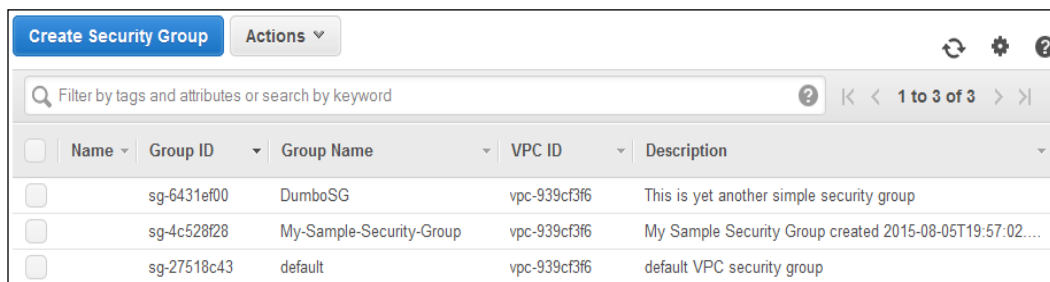 Create Security Group Actions
Filter by tags and attributes or search by keyword 1 to 3 of 3
Name Group ID Group Name VPC ID Description
sg-6431ef00 DumboSG vpc-939cf3f6 This is yet another simple security group
sg-4c528f28 My-Sample-Security-Group vpc-939cf3f6 My Sample Security Group created 2015-08-05T19:57:02....
sg-27518c43 default vpc-939cf3f6 default VPC security group